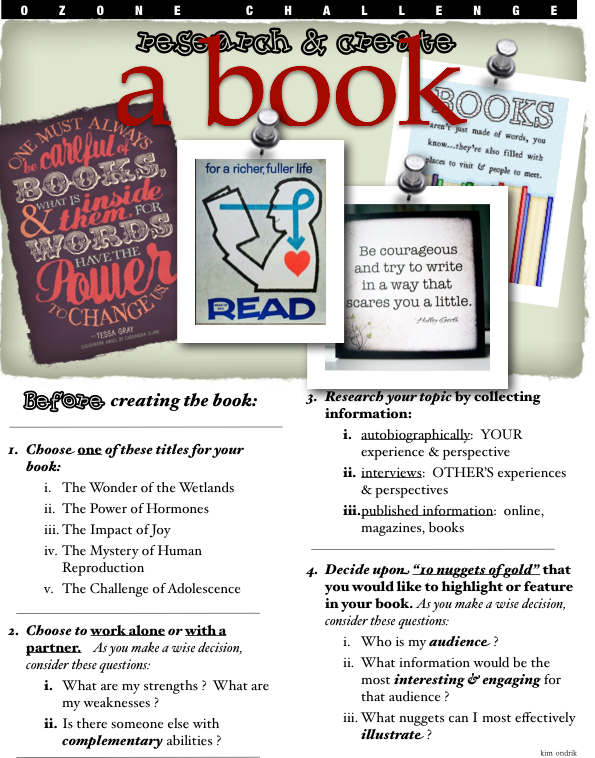 OZONE CHALLENGE
research & create
a book
ONE MUST ALWAYS
be careful of
BOOKS,
& WHAT IS inside
them, FOR
WORDS
HAVE THE
Power
TO CHANGE US.
—TESSA GRAY
CLOCKWORK ANGEL BY CASSANDRA CLARE
for a richer, fuller life
READ
Be courageous
and try to write
in a way that
scares you a little.
BOOKS
aren't just made of words, you
know...they're also filled with
places to visit & people to meet.
Before creating the book:
1. Choose one of these titles for your
book:
i. The Wonder of the Wetlands
ii. The Power of Hormones
iii. The Impact of Joy
iv. The Mystery of Human
Reproduction
v. The Challenge of Adolescence
2. Choose to work alone or with a
partner. As you make a wise decision,
consider these questions:
i. What are my strengths ? What are
my weaknesses ?
ii. Is there someone else with
complementary abilities ?
3. Research your topic by collecting
information:
i. autobiographically: YOUR
experience & perspective
ii. interviews: OTHER'S experiences
& perspectives
iii. published information: online,
magazines, books
4. Decide upon "10 nuggets of gold" that
you would like to highlight or feature
in your book. As you make a wise decision,
consider these questions:
i. Who is my audience ?
ii. What information would be the
most interesting & engaging for
that audience ?
iii. What nuggets can I most effectively
illustrate ?
kim ondrik